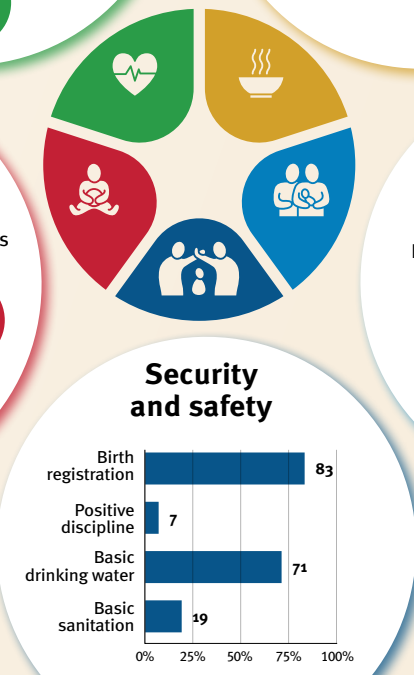 s
Security
and safety
Birth
registration
83
Positive
discipline
7
Basic
drinking water
71
Basic
sanitation
19
0% 25% 50% 75% 100%